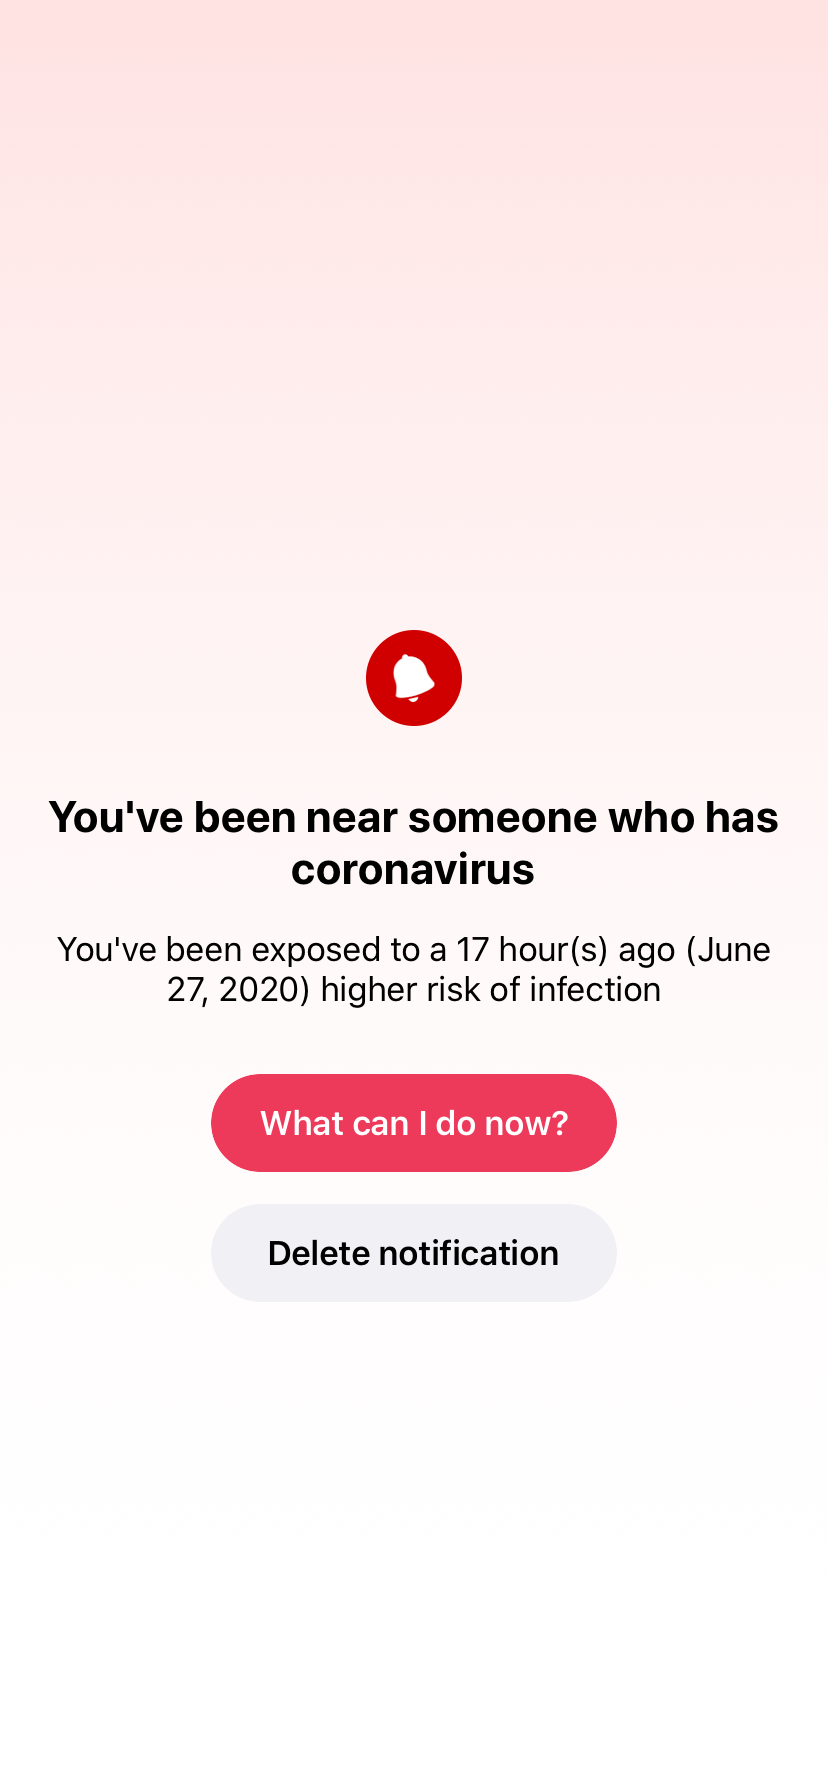 You've been near someone who has
coronavirus
You've been exposed to a 17 hour(s) ago (June
27, 2020) higher risk of infection
What can I do now?
Delete notification